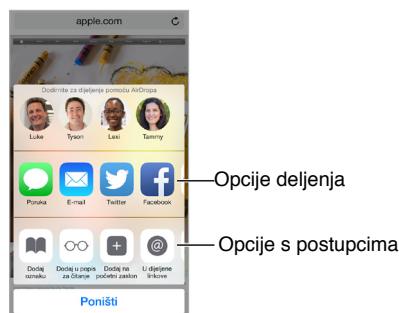 apple.com
Dodirnite za dijeljenje pomoću AirDropa
Luke Tyson Lexi Tammy
Poruka E-mail Twitter Facebook
Opcije deljenja
Opcije s postupcima
Dodaj oznaku
Dodaj u popis za čitanje
Dodaj na početni zaslon
U dijeljene linkove
Poništi